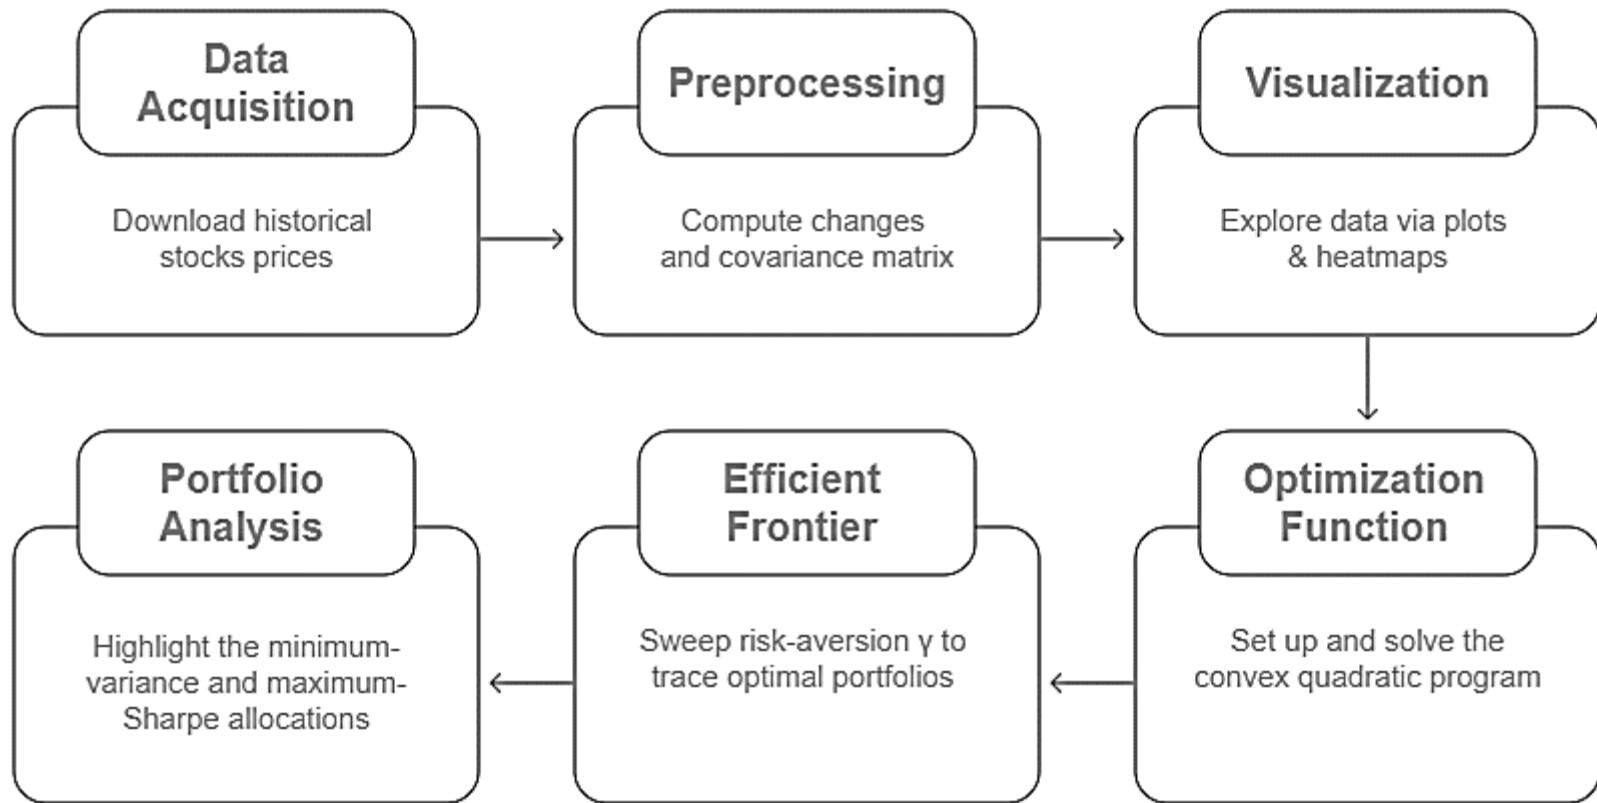 Data
Acquisition
Download historical
stocks prices
Preprocessing
Compute changes
and covariance matrix
Visualization
Explore data via plots
& heatmaps
Optimization
Function
Set up and solve the
convex quadratic program
Efficient
Frontier
Sweep risk-aversion γ to
trace optimal portfolios
Portfolio
Analysis
Highlight the minimum-
variance and maximum-
Sharpe allocations